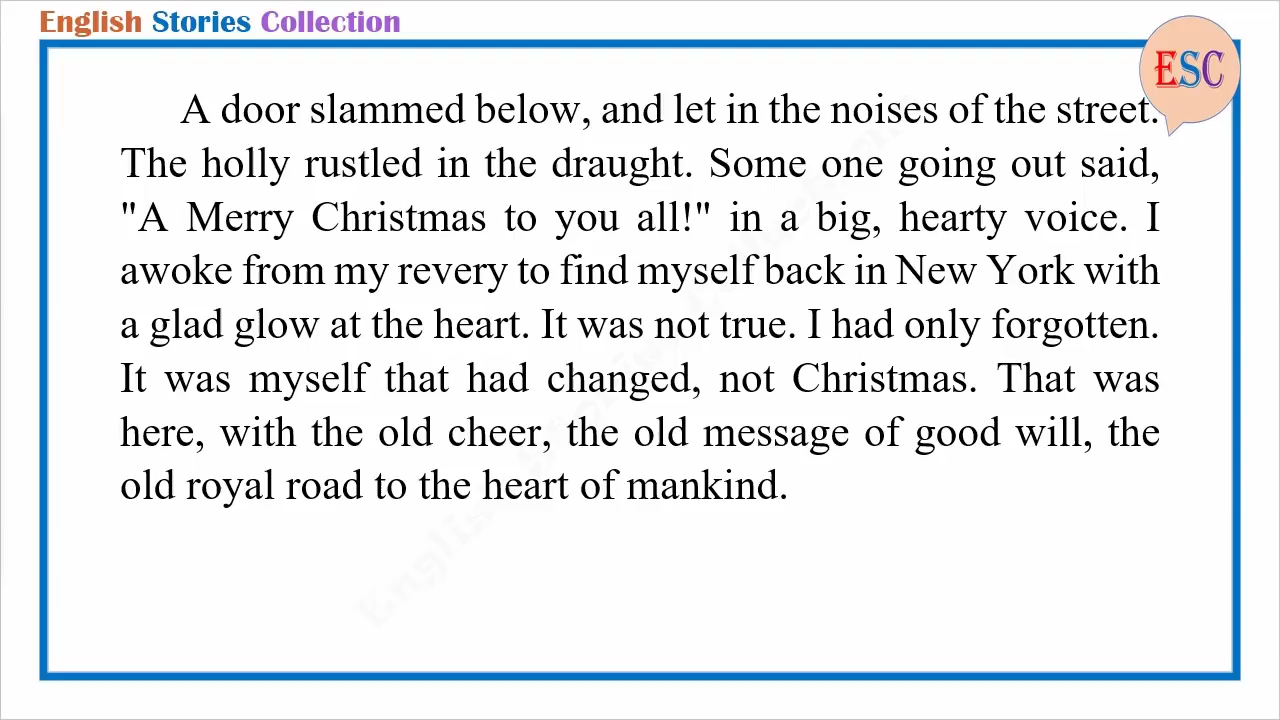 English Stories Collection
ESC
A door slammed below, and let in the noises of the street.
The holly rustled in the draught. Some one going out said,
"A Merry Christmas to you all!" in a big, hearty voice. I
awoke from my revery to find myself back in New York with
a glad glow at the heart. It was not true. I had only forgotten.
It was myself that had changed, not Christmas. That was
here, with the old cheer, the old message of good will, the
old royal road to the heart of mankind.